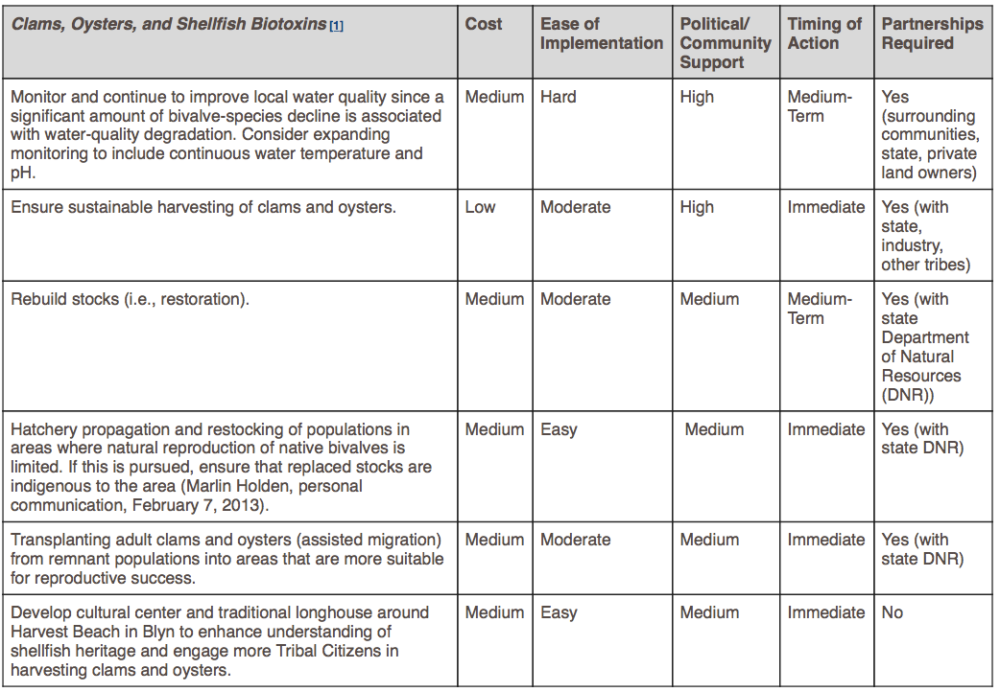 Clams, Oysters, and Shellfish Biotoxins [1]
Cost
Ease of
Implementation
Political/
Community
Support
Timing of
Action
Partnerships
Required
Monitor and continue to improve local water quality since a
significant amount of bivalve-species decline is associated
with water-quality degradation. Consider expanding
monitoring to include continuous water temperature and
pH.
Medium
Hard
High
Medium-
Term
Yes
(surrounding
communities,
state, private
land owners)
Ensure sustainable harvesting of clams and oysters.
Low
Moderate
High
Immediate
Yes (with
state,
industry,
other tribes)
Rebuild stocks (i.e., restoration).
Medium
Moderate
Medium
Medium-
Term
Yes (with
state
Department
of Natural
Resources
(DNR))
Hatchery propagation and restocking of populations in
areas where natural reproduction of native bivalves is
limited. If this is pursued, ensure that replaced stocks are
indigenous to the area (Marlin Holden, personal
communication, February 7, 2013).
Medium
Easy
Medium
Immediate
Yes (with
state DNR)
Transplanting adult clams and oysters (assisted migration)
from remnant populations into areas that are more suitable
for reproductive success.
Medium
Moderate
Medium
Immediate
Yes (with
state DNR)
Develop cultural center and traditional longhouse around
Harvest Beach in Blyn to enhance understanding of
shellfish heritage and engage more Tribal Citizens in
harvesting clams and oysters.
Medium
Easy
Medium
Immediate
No